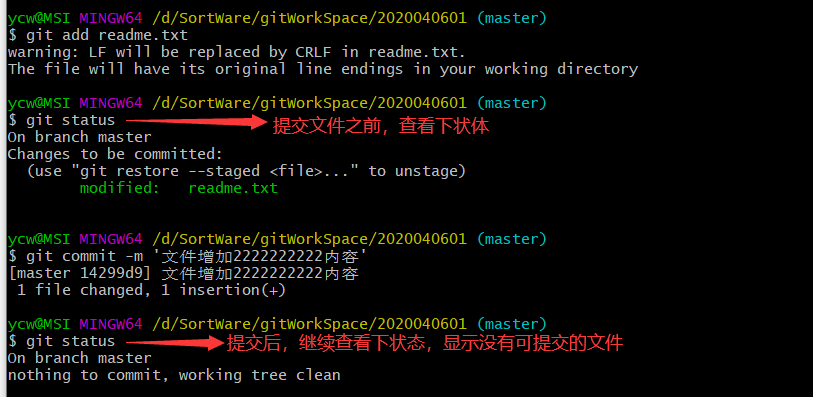 ycw@MSI MINGW64 /d/SortWare/gitWorkSpace/2020040601 (master)
$ git add readme.txt
warning: LF will be replaced by CRLF in readme.txt.
The file will have its original line endings in your working directory
ycw@MSI MINGW64 /d/SortWare/gitWorkSpace/2020040601 (master)
$ git status 提交文件之前，查看下状体
On branch master
Changes to be committed:
(use "git restore --staged <file>..." to unstage)
modified: readme.txt
ycw@MSI MINGW64 /d/SortWare/gitWorkSpace/2020040601 (master)
$ git commit -m '文件增加2222222222内容'
[master 14299d9] 文件增加2222222222内容
1 file changed, 1 insertion(+)
ycw@MSI MINGW64 /d/SortWare/gitWorkSpace/2020040601 (master)
$ git status 提交后，继续查看下状态，显示没有可提交的文件
On branch master
nothing to commit, working tree clean